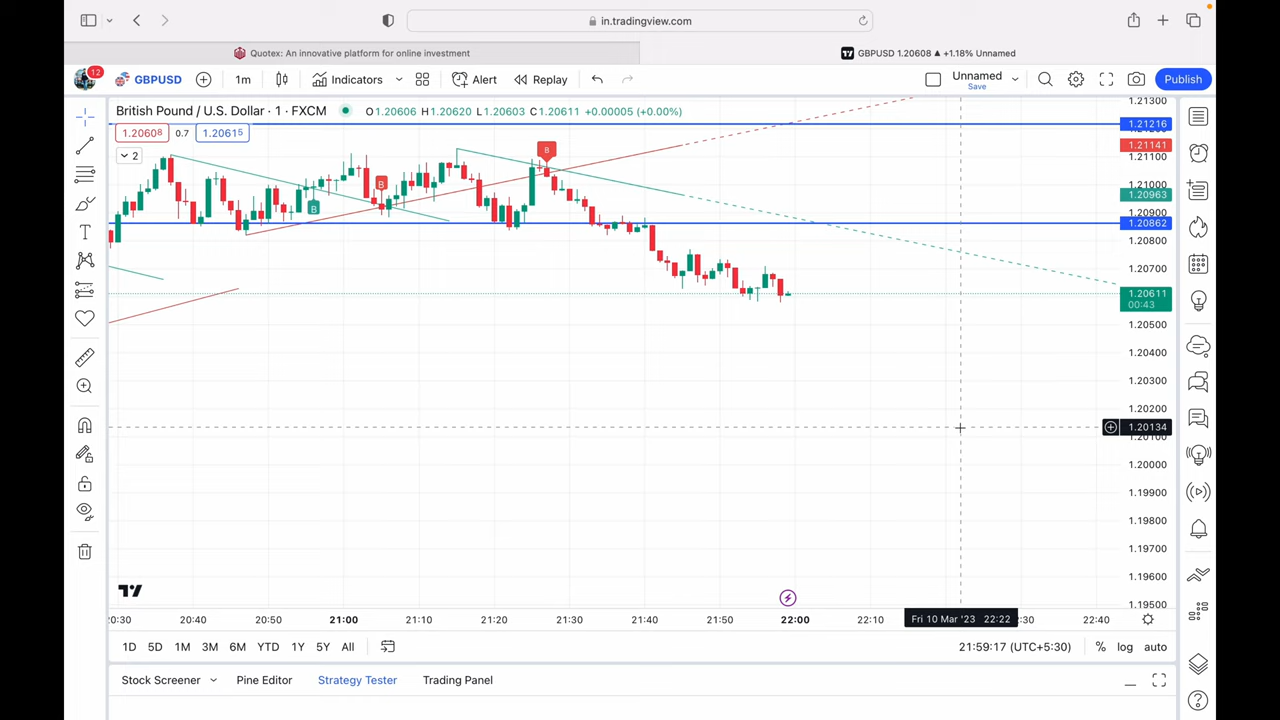 in.tradingview.com
Quotex: An innovative platform for online investment
GBPUSD 1.20608 ▲ +1.18% Unnamed
12
GBPUSD
1m
Indicators
Alert
Replay
Unnamed
Save
Publish
British Pound / U.S. Dollar · 1 · FXCM
O1.20606 H1.20620 L1.20603 C1.20611 +0.00005 (+0.00%)
1.20608
0.7
1.20615
2
B
B
B
1.21300
1.21216
1.21141
1.21100
1.21000
1.20963
1.20900
1.20862
1.20800
1.20700
1.20611
00:43
1.20500
1.20400
1.20300
1.20200
1.20134
1.20100
1.20000
1.19900
1.19800
1.19700
1.19600
1.19500
20:30 20:40 20:50 21:00 21:10 21:20 21:30 21:40 21:50 22:00 22:10 Fri 10 Mar '23 22:22 :30 22:40
1D 5D 1M 3M 6M YTD 1Y 5Y All
21:59:17 (UTC+5:30)
% log auto
Stock Screener
Pine Editor
Strategy Tester
Trading Panel